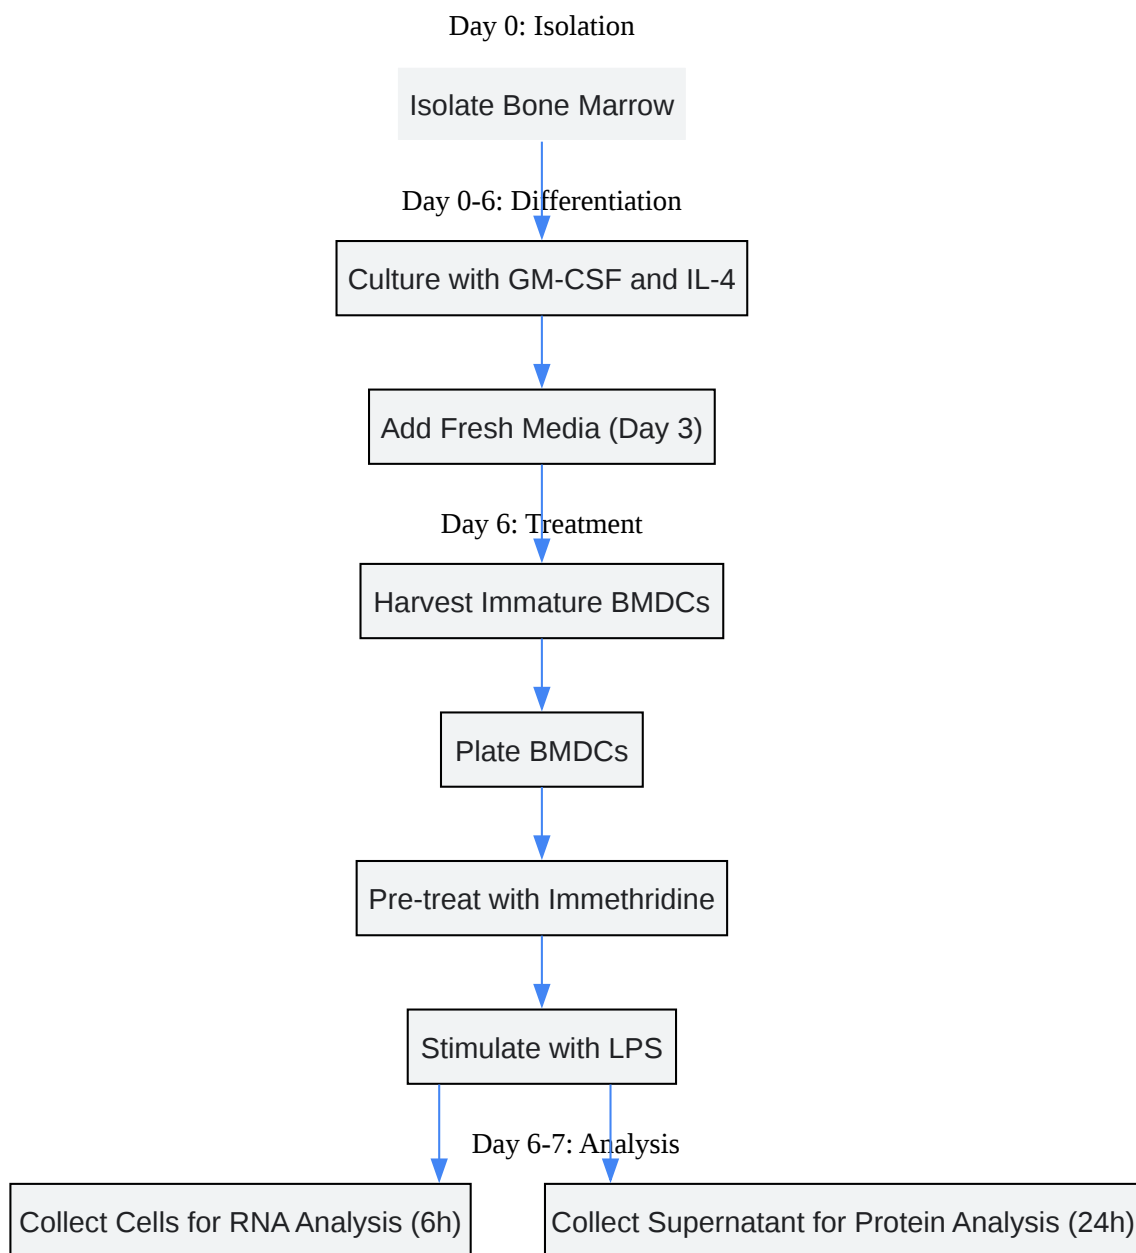 Day 0: Isolation
Isolate Bone Marrow
Day 0-6: Differentiation
Culture with GM-CSF and IL-4
Add Fresh Media (Day 3)
Day 6: Treatment
Harvest Immature BMDCs
Plate BMDCs
Pre-treat with Immethridine
Stimulate with LPS
Day 6-7: Analysis
Collect Cells for RNA Analysis (6h)
Collect Supernatant for Protein Analysis (24h)